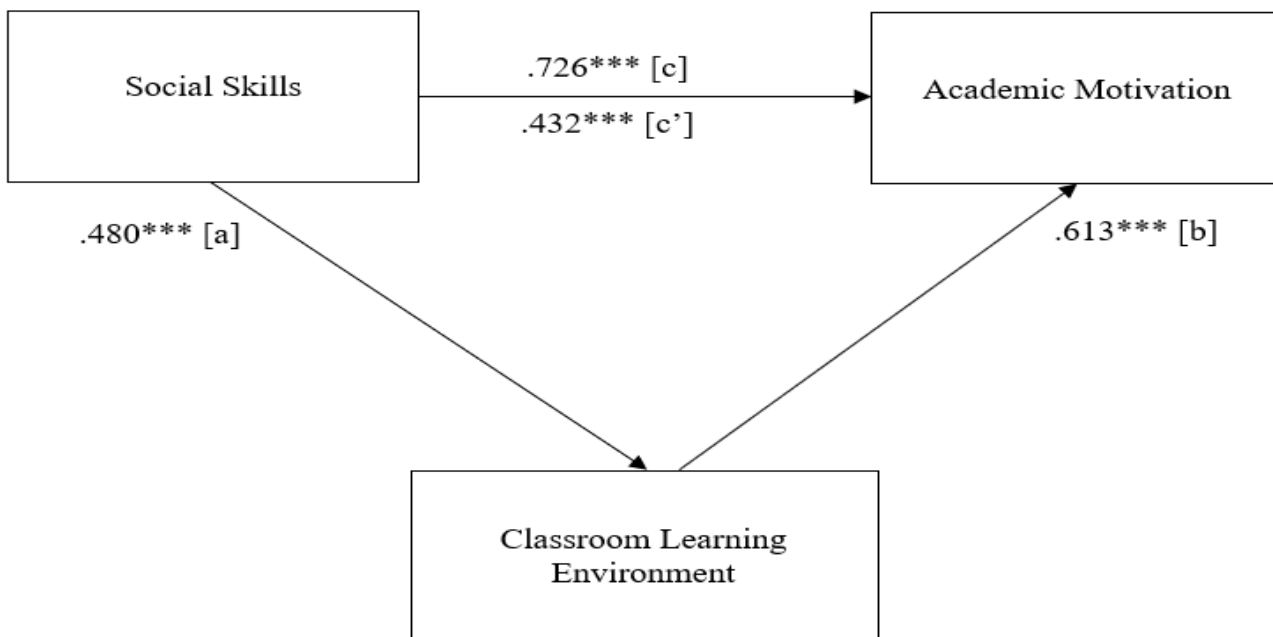 Social Skills
.726*** [c]
.432*** [c’]
Academic Motivation
.480*** [a]
.613*** [b]
Classroom Learning
Environment